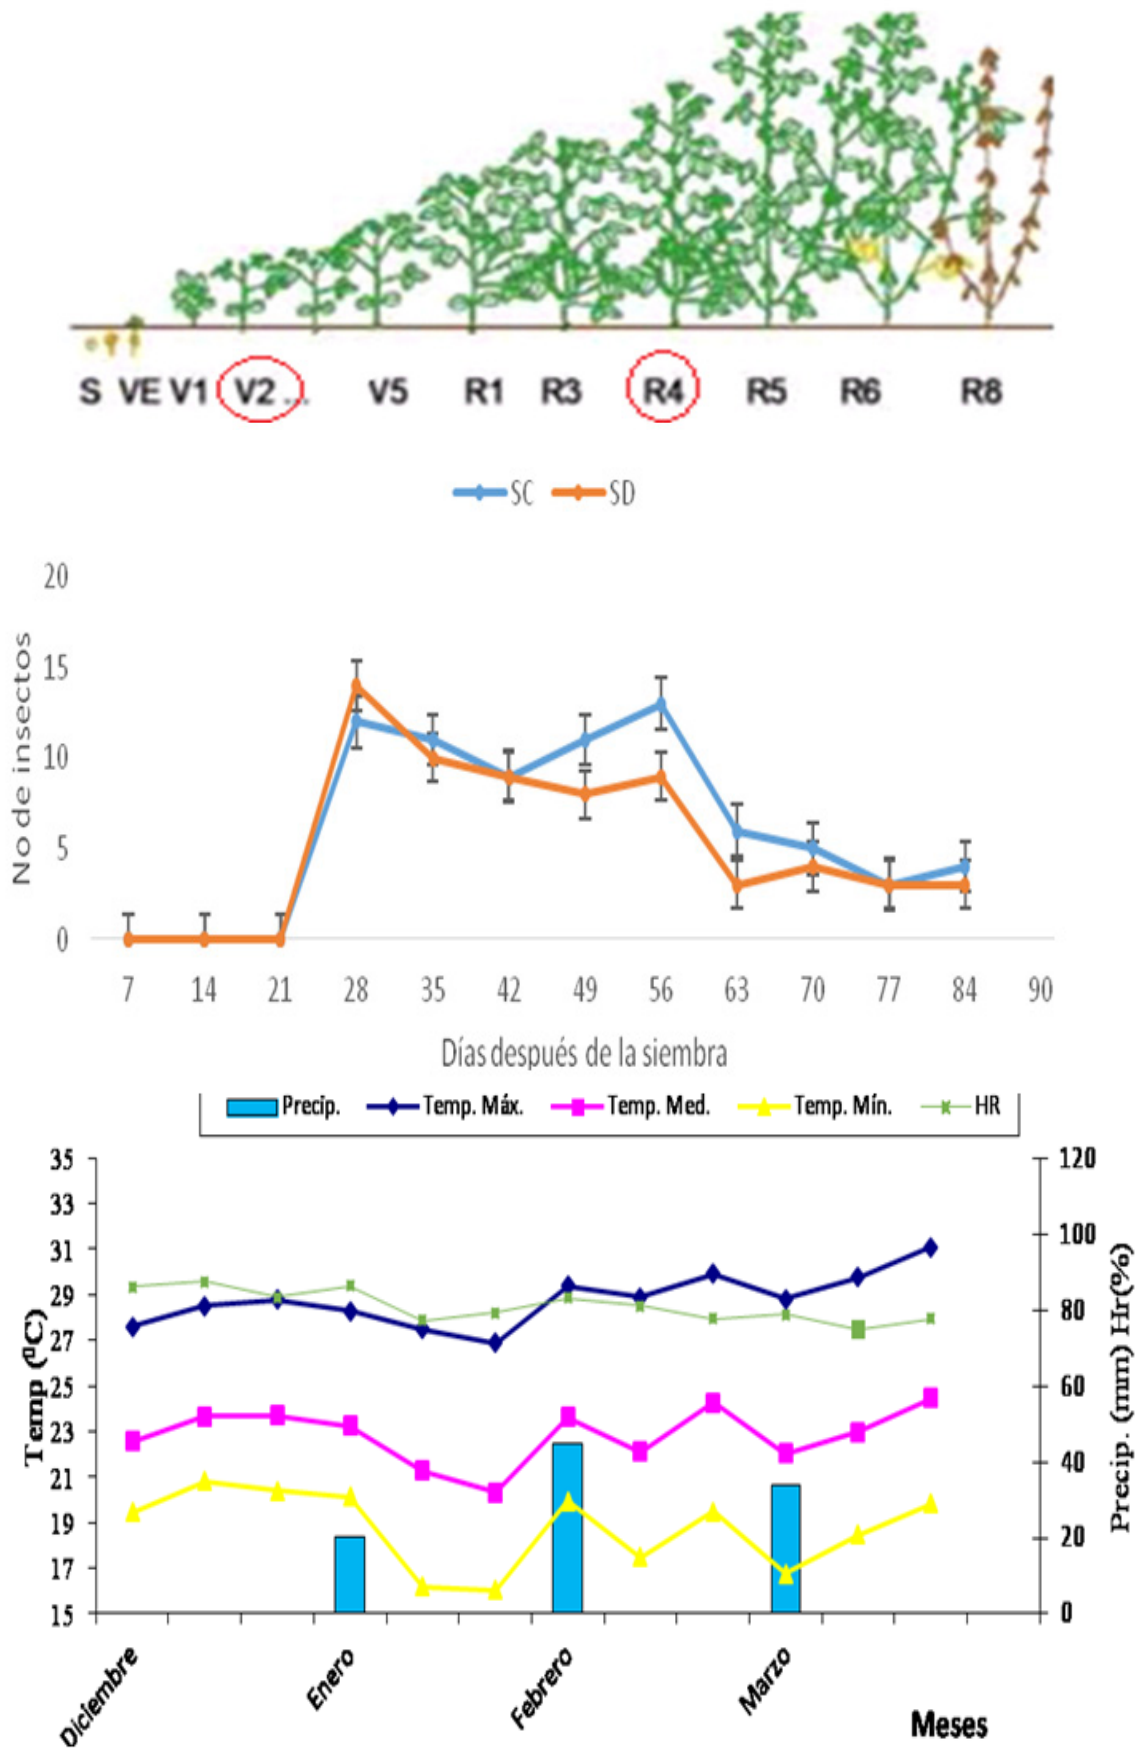 S VE V1 V2 ... V5 R1 R3 R4 R5 R6 R8
SC SD
20
15
10
5
0
No de insectos
7 14 21 28 35 42 49 56 63 70 77 84 90
Días después de la siembra
Precip. Temp. Máx. Temp. Med. Temp. Mín. HR
35
33
31
29
27
25
23
21
19
17
15
Temp (⁰C)
120
100
80
60
40
20
0
Precip. (mm) Hr(%)
Diciembre
Enero
Febrero
Marzo
Meses